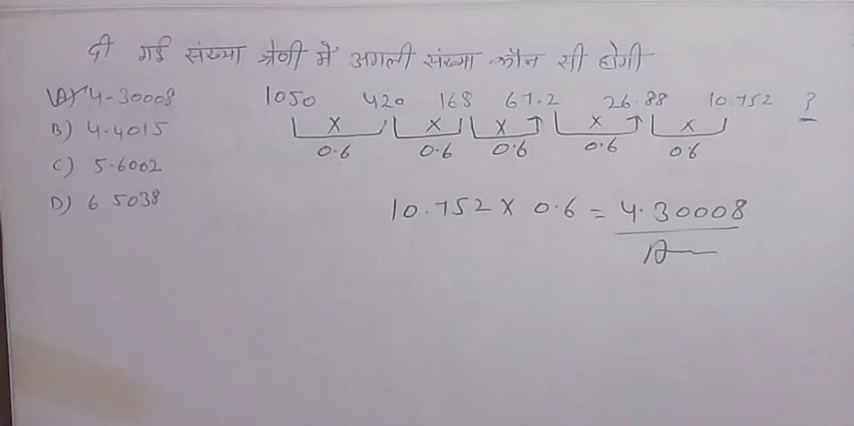 दी गई संख्या श्रेणी में अगली संख्या कौन सी होगी
(A) 4.30008 1050 420 168 67.2 26.88 10.752 ?
B) 4.4015 × × × × ×
0.6 0.6 0.6 0.6 0.6
C) 5.6002
D) 6.5038 10.752 × 0.6 = 4.30008